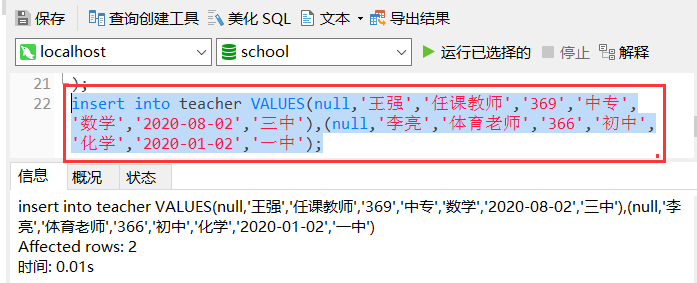 保存 查询创建工具 美化 SQL 文本 导出结果
localhost school 运行已选择的 停止 解释
21 );
22 insert into teacher VALUES(null,'王强','任课教师','369','中专',
'数学','2020-08-02','三中'),(null,'李亮','体育老师','366','初中',
'化学','2020-01-02','一中');
信息 概况 状态
insert into teacher VALUES(null,'王强','任课教师','369','中专','数学','2020-08-02','三中'),(null,'李
亮','体育老师','366','初中','化学','2020-01-02','一中')
Affected rows: 2
时间: 0.01s